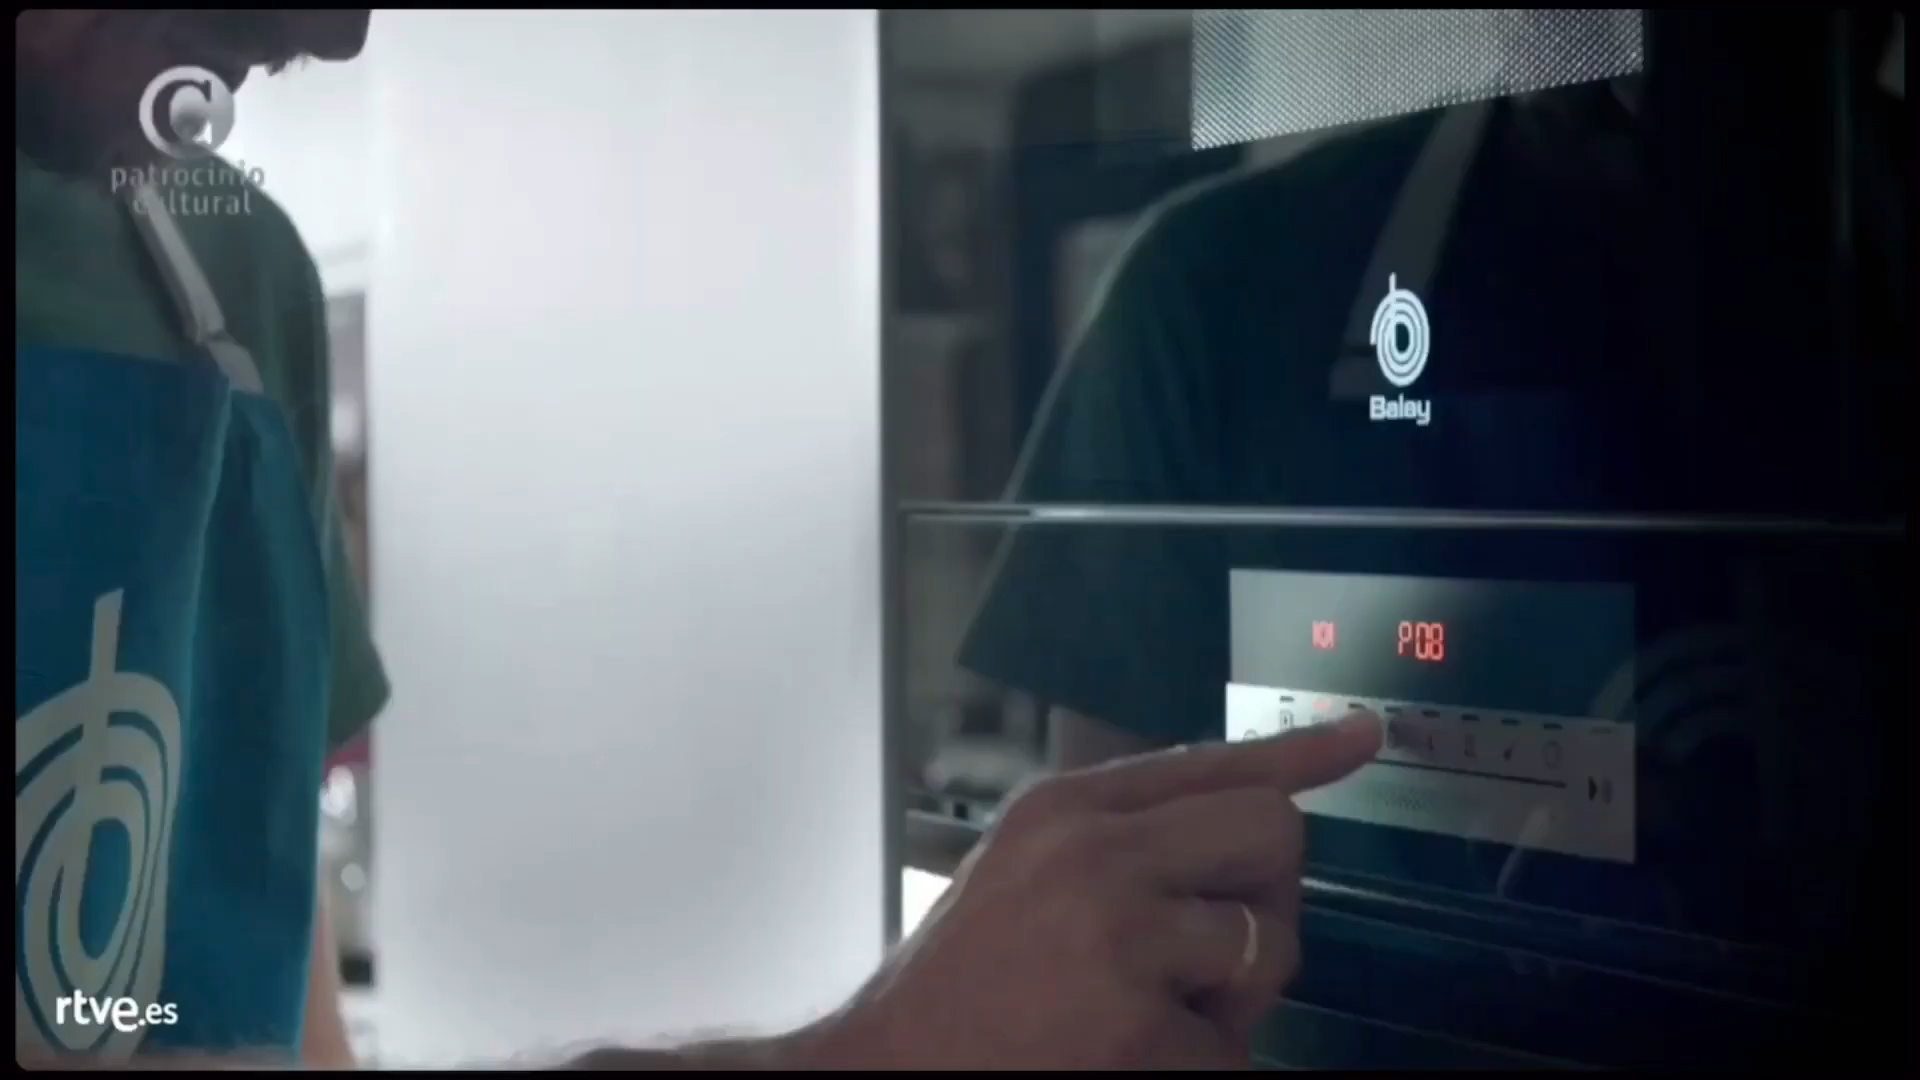 patrocinio
cultural
Balay
P08
rtve.es